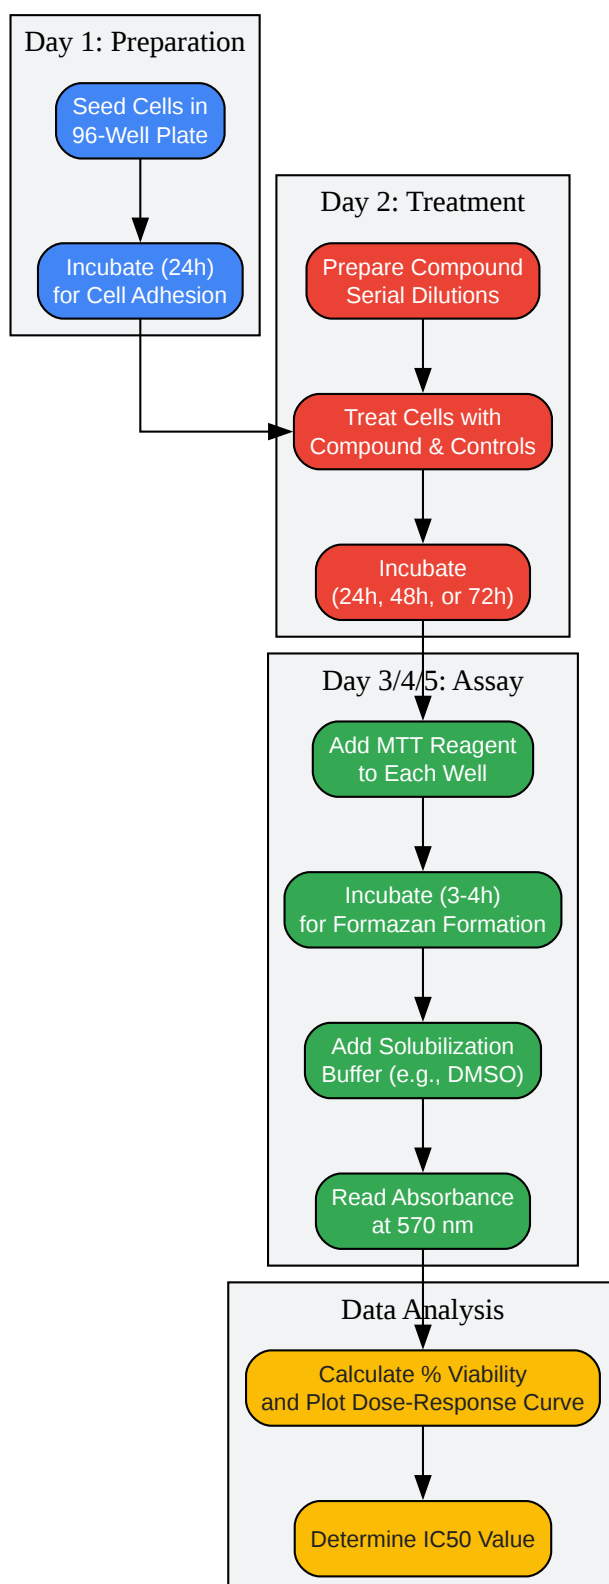 Day 1: Preparation
Seed Cells in
96-Well Plate
Incubate (24h)
for Cell Adhesion
Day 2: Treatment
Prepare Compound
Serial Dilutions
Treat Cells with
Compound & Controls
Incubate
(24h, 48h, or 72h)
Day 3/4/5: Assay
Add MTT Reagent
to Each Well
Incubate (3-4h)
for Formazan Formation
Add Solubilization
Buffer (e.g., DMSO)
Read Absorbance
at 570 nm
Data Analysis
Calculate % Viability
and Plot Dose-Response Curve
Determine IC50 Value